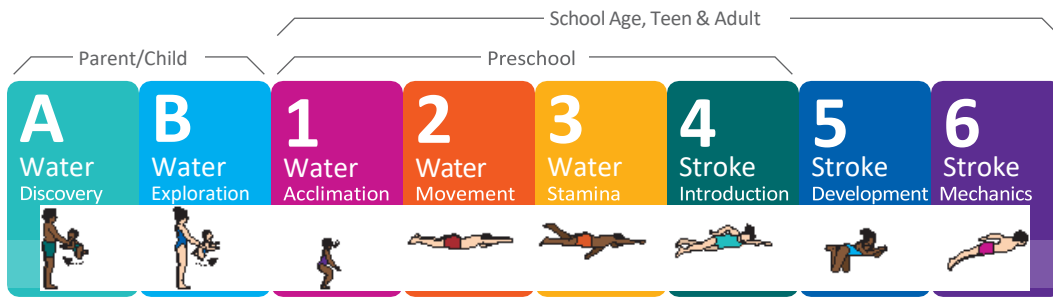 School Age, Teen & Adult
Parent/Child
Preschool
A
Water
Discovery
B
Water
Exploration
1
Water
Acclimation
2
Water
Movement
3
Water
Stamina
4
Stroke
Introduction
5
Stroke
Development
6
Stroke
Mechanics